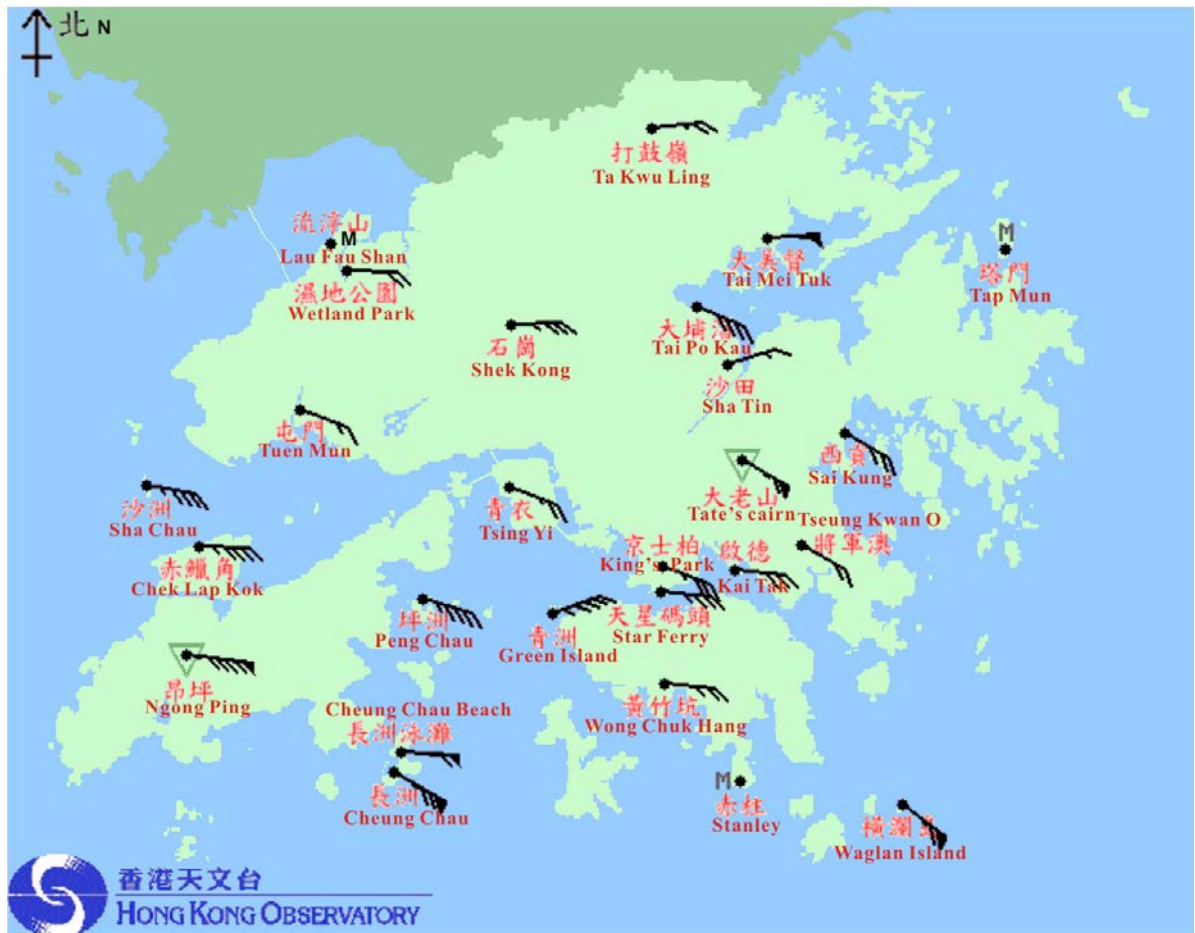 北 N
打鼓嶺
Ta Kwu Ling
流浮山
M
Lau Fau Shan
濕地公園
Wetland Park
大美督
Tai Mei Tuk
M
塔門
Tap Mun
石崗
Shek Kong
大埔滘
Tai Po Kau
沙田
Sha Tin
屯門
Tuen Mun
西貢
Sai Kung
沙洲
Sha Chau
青衣
Tsing Yi
大老山
Tate's cairn
Tseung Kwan O
將軍澳
赤鱲角
Chek Lap Kok
京士柏
King's Park
啟德
Kai Tak
坪洲
Peng Chau
青洲
Green Island
天星碼頭
Star Ferry
昂坪
Ngong Ping
Cheung Chau Beach
長洲泳灘
長洲
Cheung Chau
黃竹坑
Wong Chuk Hang
M
赤柱
Stanley
橫瀾島
Waglan Island
香港天文台
HONG KONG OBSERVATORY